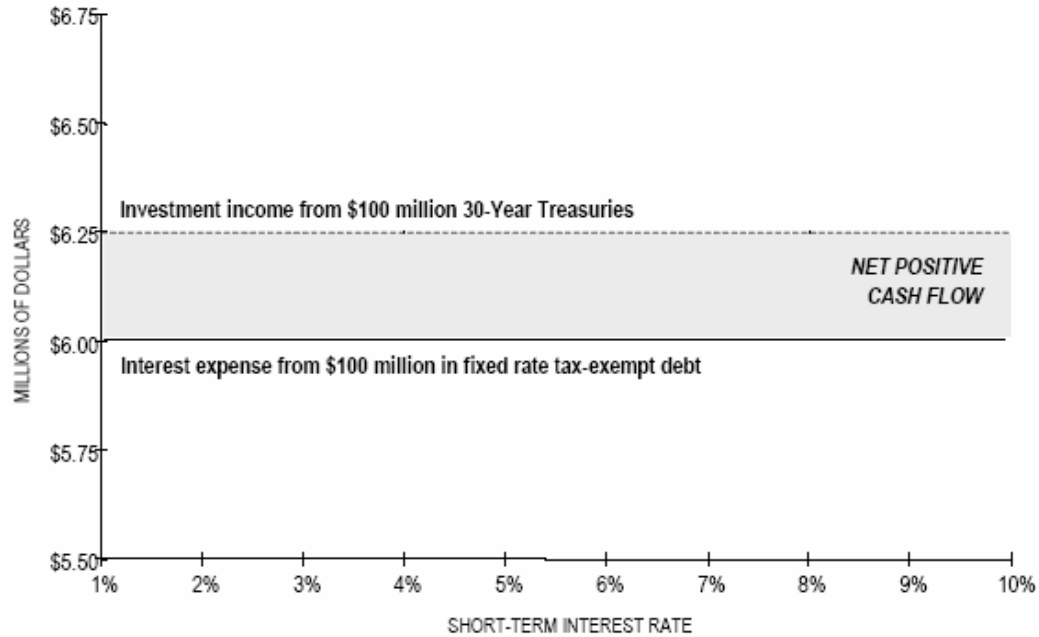 $6.75
$6.50
Investment income from $100 million 30-Year Treasuries
$6.25
NET POSITIVE
CASH FLOW
MILLIONS OF DOLLARS
$6.00
Interest expense from $100 million in fixed rate tax-exempt debt
$5.75
$5.50
1% 2% 3% 4% 5% 6% 7% 8% 9% 10%
SHORT-TERM INTEREST RATE